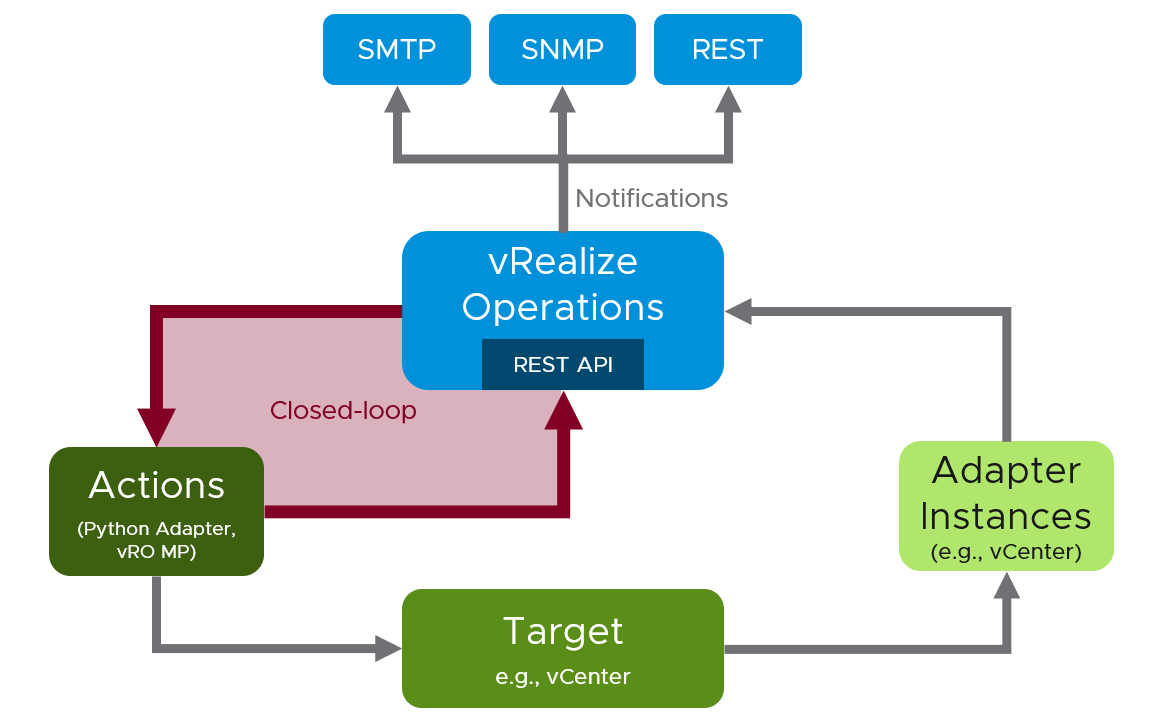 SMTP
SNMP
REST
Notifications
vRealize
Operations
REST API
Closed-loop
Actions
(Python Adapter,
vRO MP)
Adapter
Instances
(e.g., vCenter)
Target
e.g., vCenter